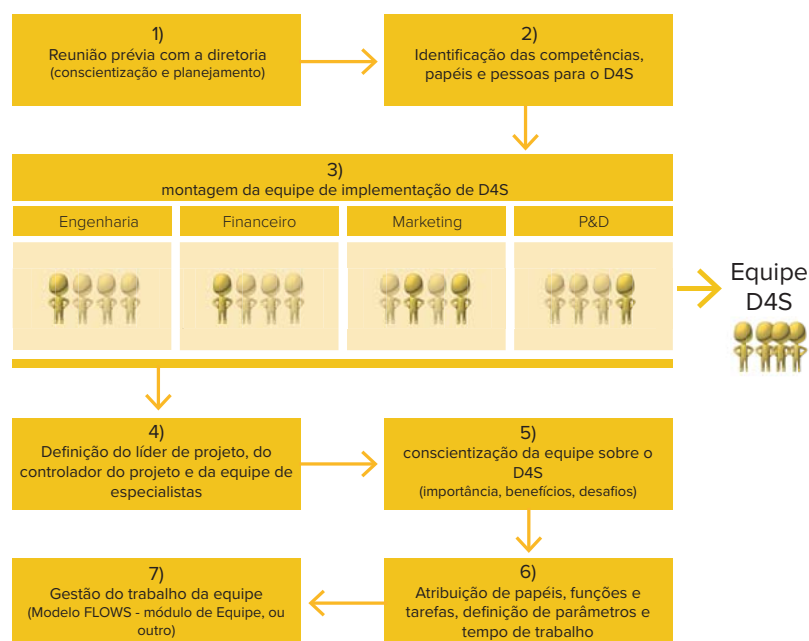 1)
Reunião prévia com a diretoria
(conscientização e planejamento)
2)
Identificação das competências,
papéis e pessoas para o D4S
3)
montagem da equipe de implementação de D4S
Engenharia
Financeiro
Marketing
P&D
Equipe
D4S
4)
Definição do líder de projeto, do
controlador do projeto e da equipe de
especialistas
5)
conscientização da equipe sobre o
D4S
(importância, benefícios, desafios)
6)
Atribuição de papéis, funções e
tarefas, definição de parâmetros e
tempo de trabalho
7)
Gestão do trabalho da equipe
(Modelo FLOWS - módulo de Equipe, ou
outro)